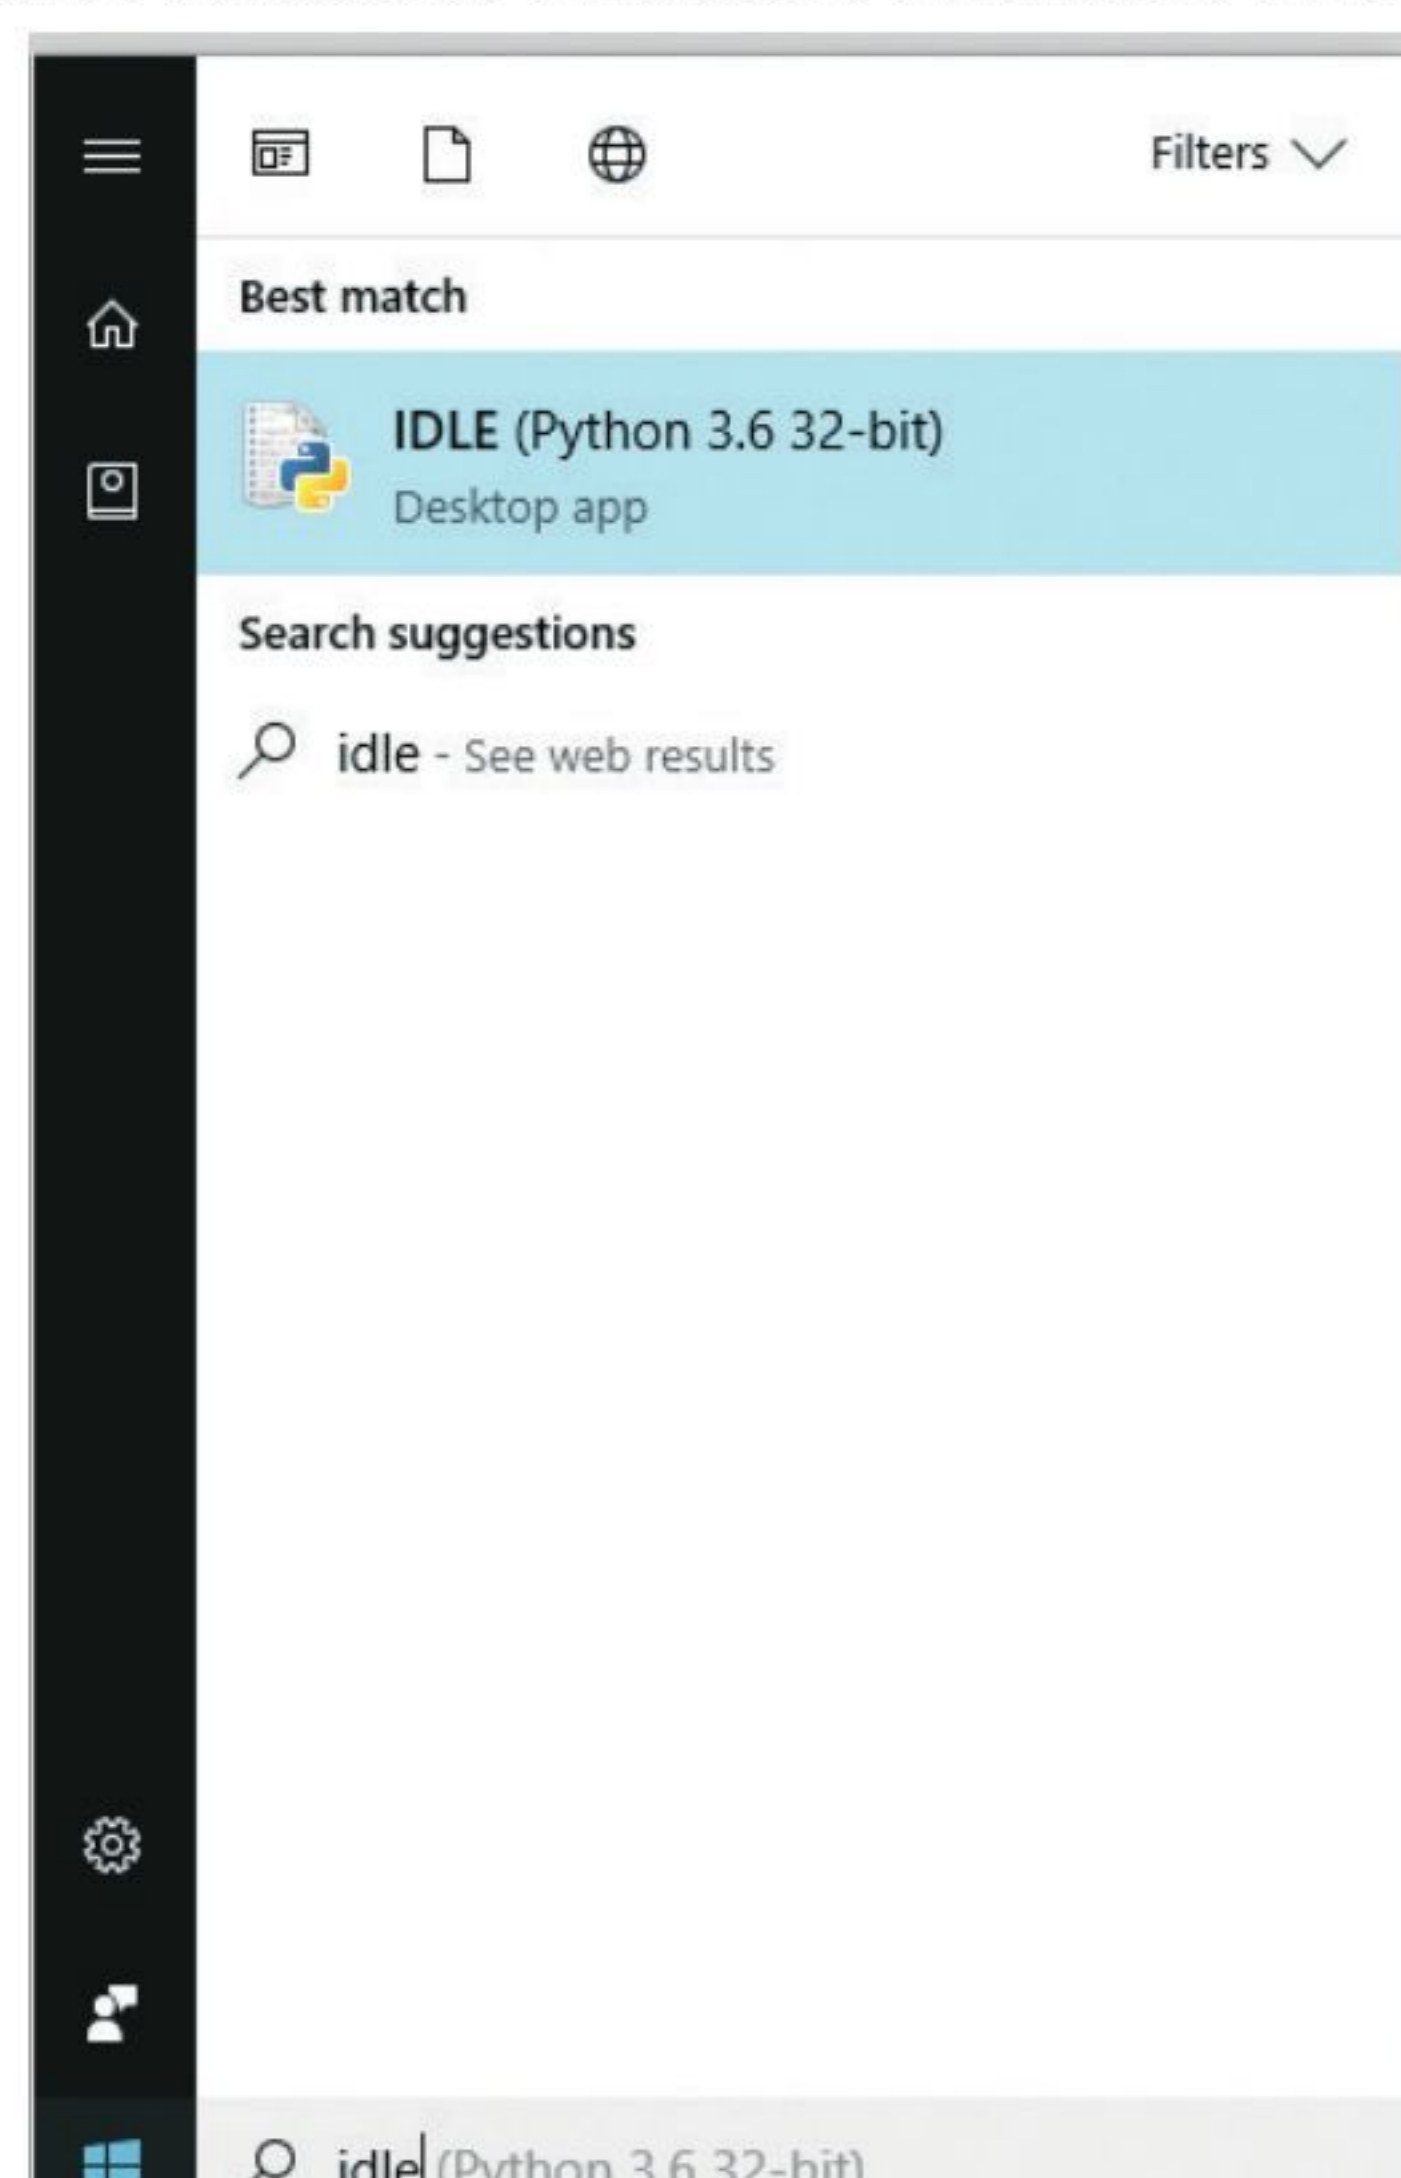 Filters
Best match
IDLE (Python 3.6 32-bit)
Desktop app
Search suggestions
idle - See web results
idle (Python 3.6 32-bit)